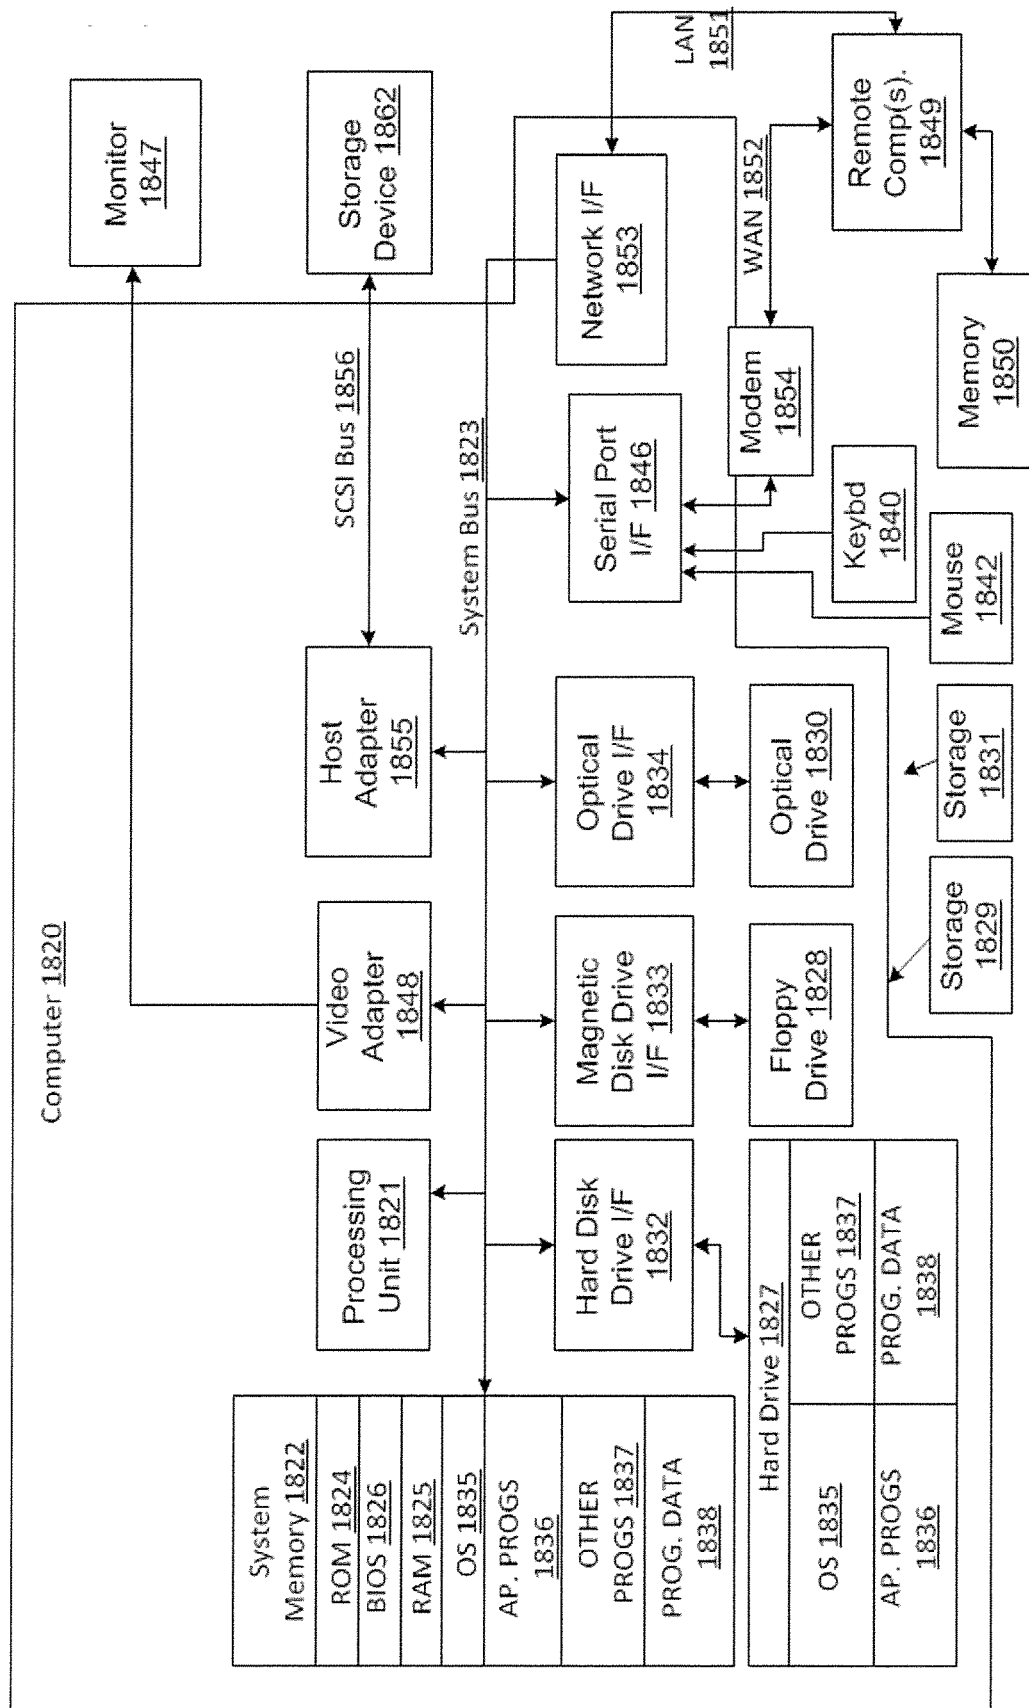 Computer 1820
Monitor
1847
Storage
Device 1862
SCSI Bus 1856
System Bus 1823
System
Memory 1822
ROM 1824
BIOS 1826
RAM 1825
OS 1835
AP. PROGS
1836
OTHER
PROGS 1837
PROG. DATA
1838
Processing
Unit 1821
Video
Adapter
1848
Host
Adapter
1855
Hard Disk
Drive I/F
1832
Magnetic
Disk Drive
I/F 1833
Optical
Drive I/F
1834
Serial Port
I/F 1846
Network I/F
1853
LAN
1851
Hard Drive 1827
OS 1835
OTHER
PROGS 1837
AP. PROGS
1836
PROG. DATA
1838
Floppy
Drive 1828
Optical
Drive 1830
Modem
1854
WAN 1852
Remote
Comp(s).
1849
Keybd
1840
Storage
1829
Storage
1831
Mouse
1842
Memory
1850